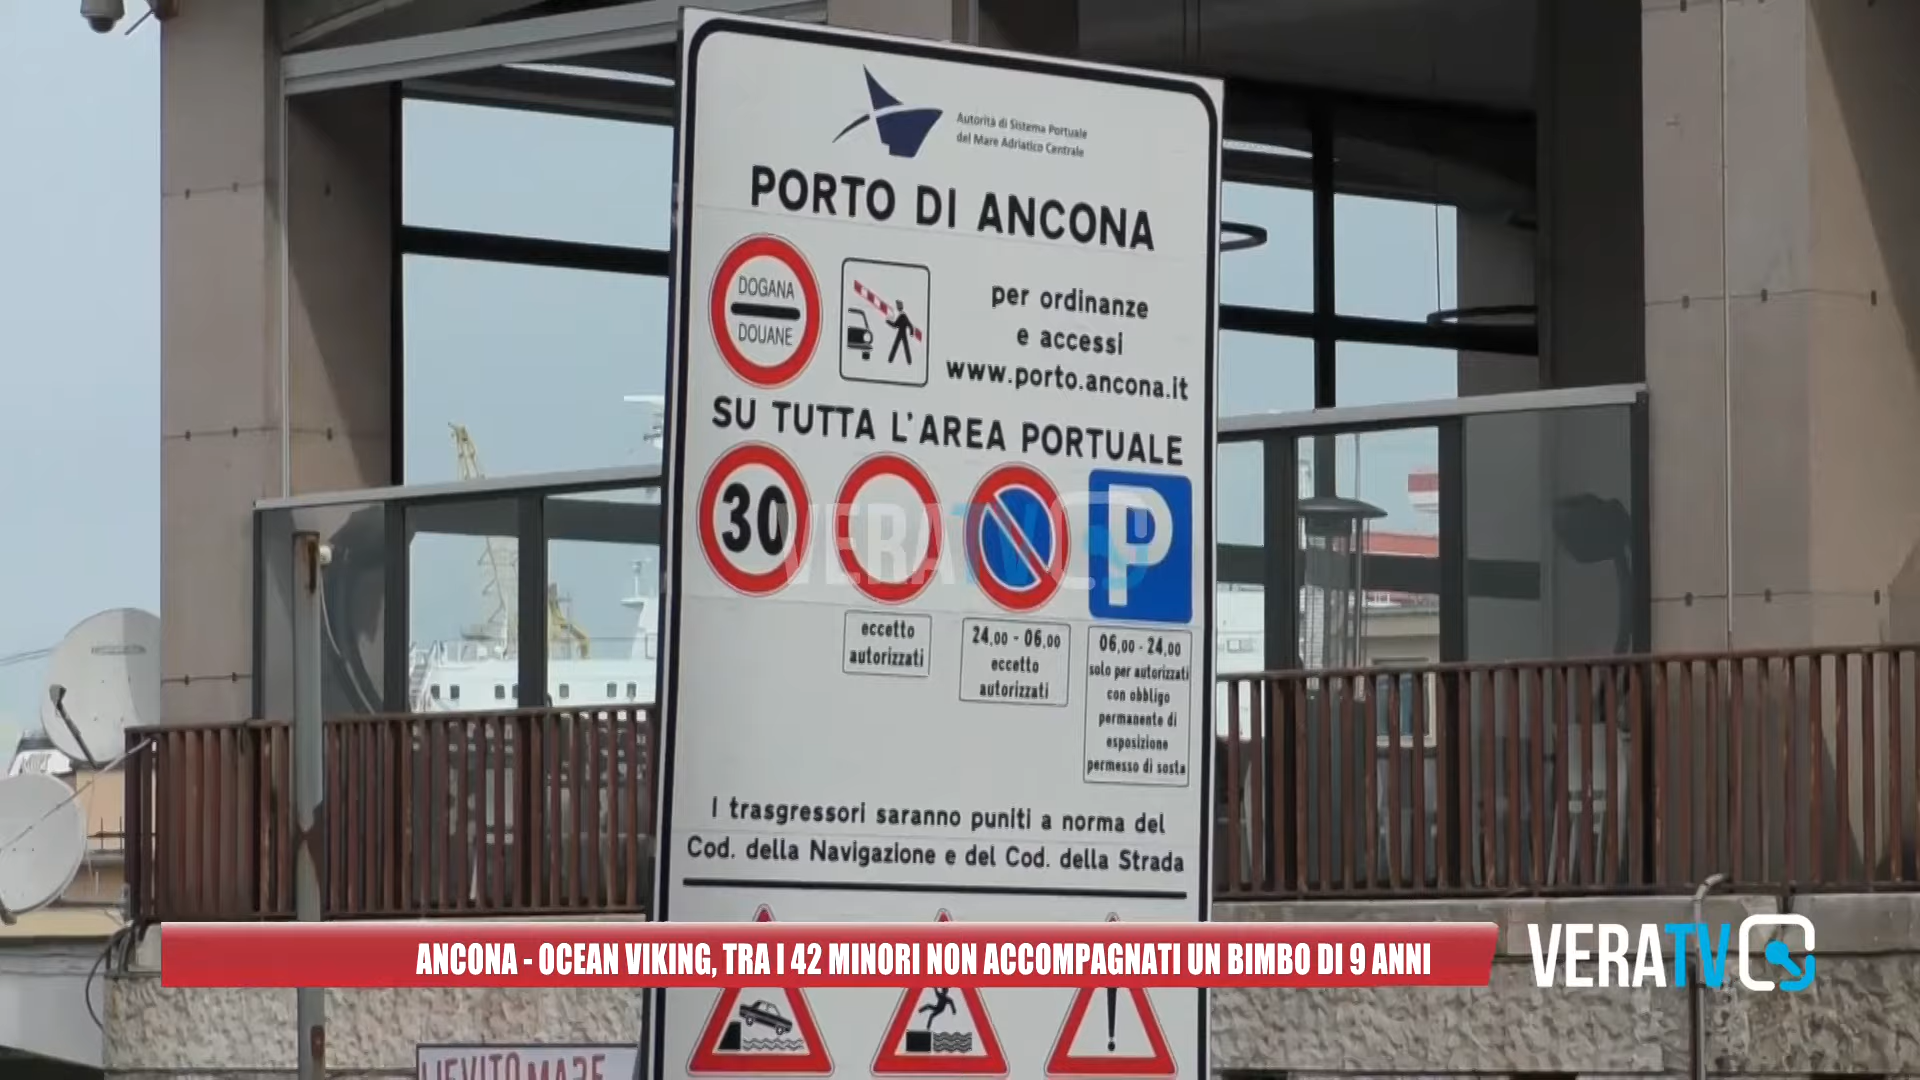 Autorità di Sistema Portuale
del Mare Adriatico Centrale
PORTO DI ANCONA
DOGANA
DOUANE
per ordinanze
e accessi
www.porto.ancona.it
SU TUTTA L'AREA PORTUALE
30
P
VERATV
eccetto
autorizzati
24,00 - 06,00
eccetto
autorizzati
06,00 - 24,00
solo per autorizzati
con obbligo
permanente di
esposizione
permesso di sosta
I trasgressori saranno puniti a norma del
Cod. della Navigazione e del Cod. della Strada
ANCONA - OCEAN VIKING, TRA I 42 MINORI NON ACCOMPAGNATI UN BIMBO DI 9 ANNI
VERATV
!
LIEVITO MARE